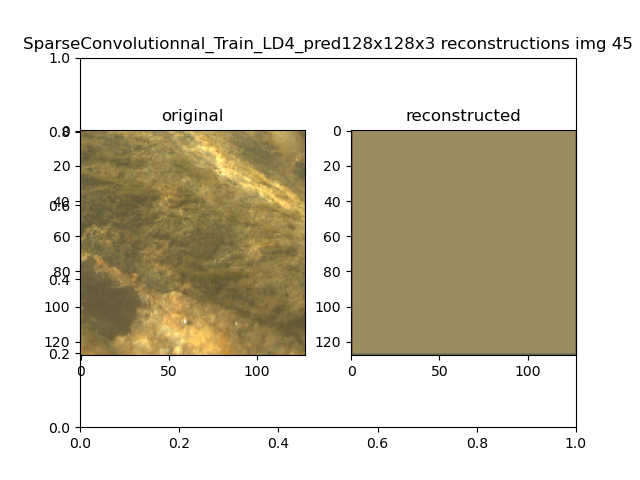 SparseConvolutionnal_Train_LD4_pred128x128x3 reconstructions img 45
1.0
original reconstructed
0.8 0 0
20 20
40 40
0.6
60 60
80 80
0.4
100 100
120 120
0.2
0 50 100 0 50 100
0.0
0.0 0.2 0.4 0.6 0.8 1.0